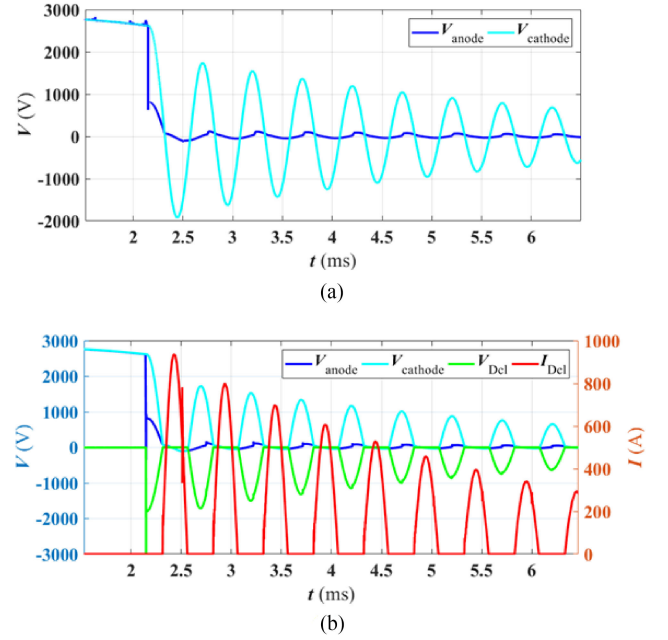 3000
2000
1000
0
-1000
-2000
V (V)
V_anode V_cathode
2 2.5 3 3.5 4 4.5 5 5.5 6
t (ms)
(a)
3000
2000
1000
0
-1000
-2000
-3000
V (V)
V_anode V_cathode V_Dcl I_Dcl
1000
800
600
400
200
0
I (A)
2 2.5 3 3.5 4 4.5 5 5.5 6
t (ms)
(b)